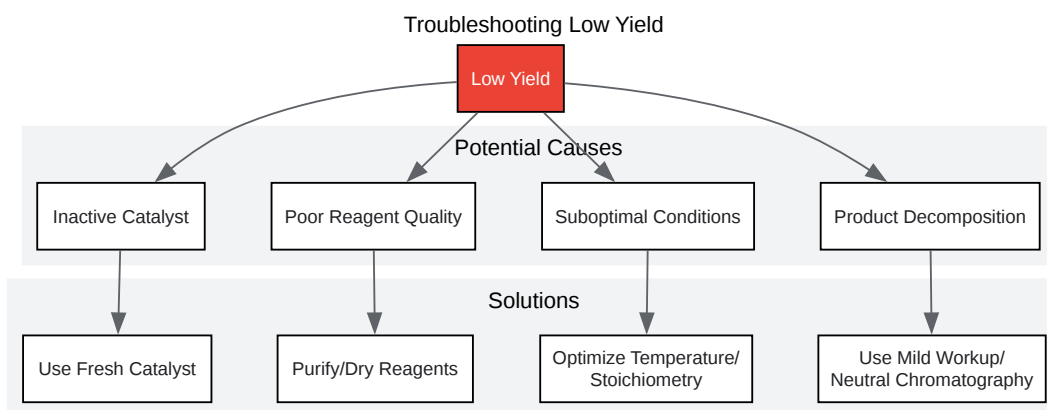 Troubleshooting Low Yield
Low Yield
Potential Causes
Inactive Catalyst
Poor Reagent Quality
Suboptimal Conditions
Product Decomposition
Solutions
Use Fresh Catalyst
Purify/Dry Reagents
Optimize Temperature/
Stoichiometry
Use Mild Workup/
Neutral Chromatography